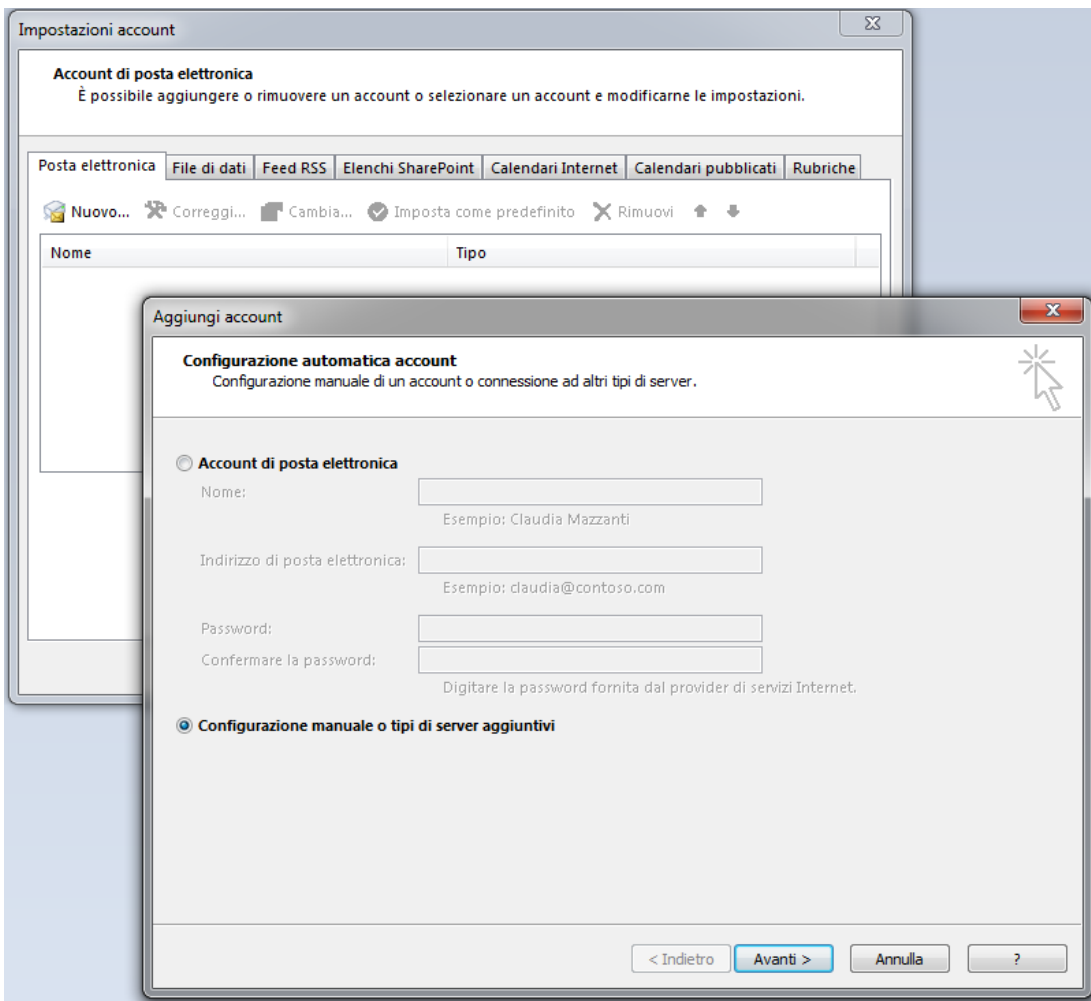 Impostazioni account
Account di posta elettronica
È possibile aggiungere o rimuovere un account o selezionare un account e modificarne le impostazioni.
Posta elettronica File di dati Feed RSS Elenchi SharePoint Calendari Internet Calendari pubblicati Rubriche
Nuovo... Correggi... Cambia... Imposta come predefinito Rimuovi
Nome Tipo
Aggiungi account
Configurazione automatica account
Configurazione manuale di un account o connessione ad altri tipi di server.
Account di posta elettronica
Nome:
Esempio: Claudia Mazzanti
Indirizzo di posta elettronica:
Esempio: claudia@contoso.com
Password:
Confermare la password:
Digitare la password fornita dal provider di servizi Internet.
Configurazione manuale o tipi di server aggiuntivi
< Indietro Avanti > Annulla ?